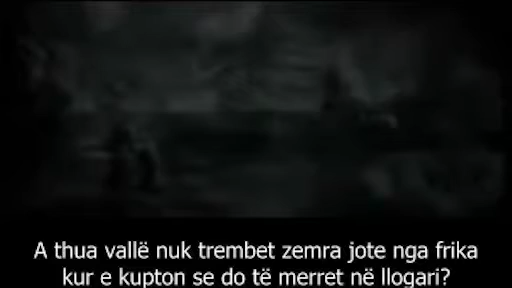 A thua vallë nuk trembet zemra jote nga frika
kur e kupton se do të merret në llogari?